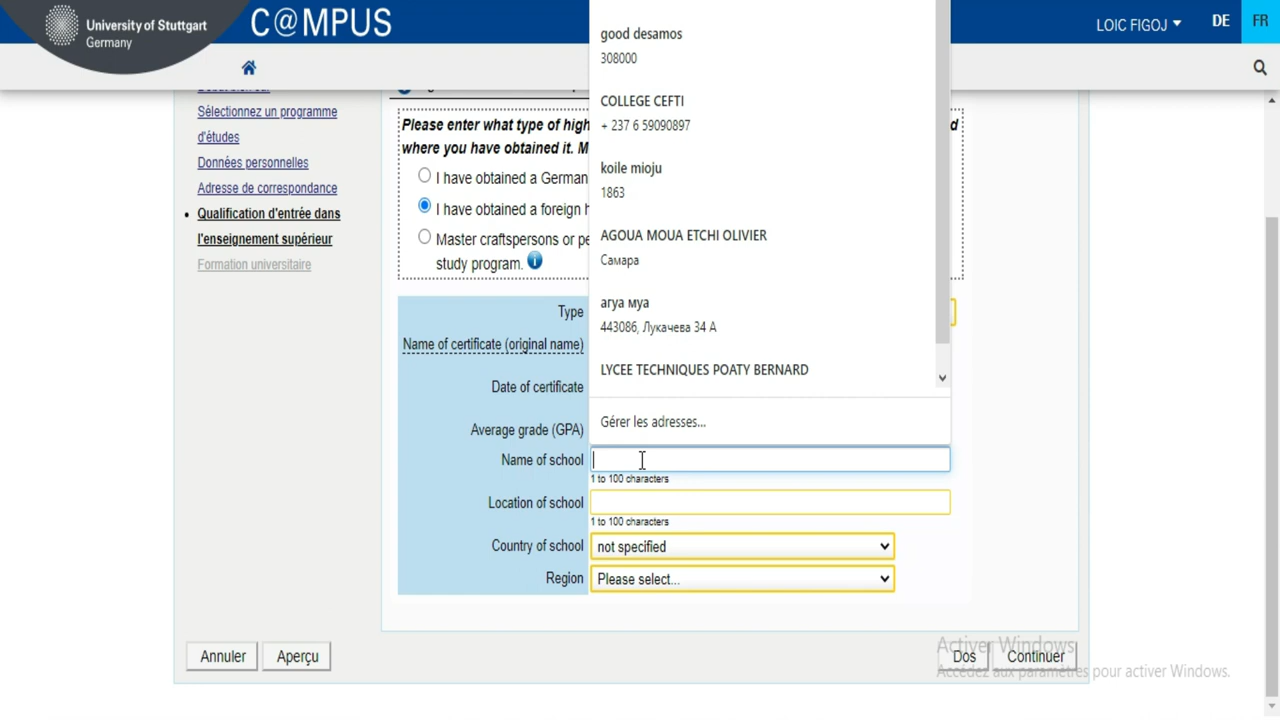 University of Stuttgart
Germany
C@MPUS
LOIC FIGOJ
DE
FR
Sélectionnez un programme
d'études
Données personnelles
Adresse de correspondance
Qualification d'entrée dans
l'enseignement supérieur
Formation universitaire
Please enter what type of high
where you have obtained it. M
I have obtained a German
I have obtained a foreign h
Master craftspersons or pe
study program.
good desamos
308000
COLLEGE CEFTI
+ 237 6 59090897
koile mioju
1863
AGOUA MOUA ETCHI OLIVIER
Самара
агуа муа
443086, Лукачева 34 А
LYCEE TECHNIQUES POATY BERNARD
Gérer les adresses...
Type
Name of certificate (original name)
Date of certificate
Average grade (GPA)
Name of school
1 to 100 characters
Location of school
1 to 100 characters
Country of school
not specified
Region
Please select...
Annuler
Aperçu
Dos
Continuer
Activer Windows
Accédez aux paramètres pour activer Windows.